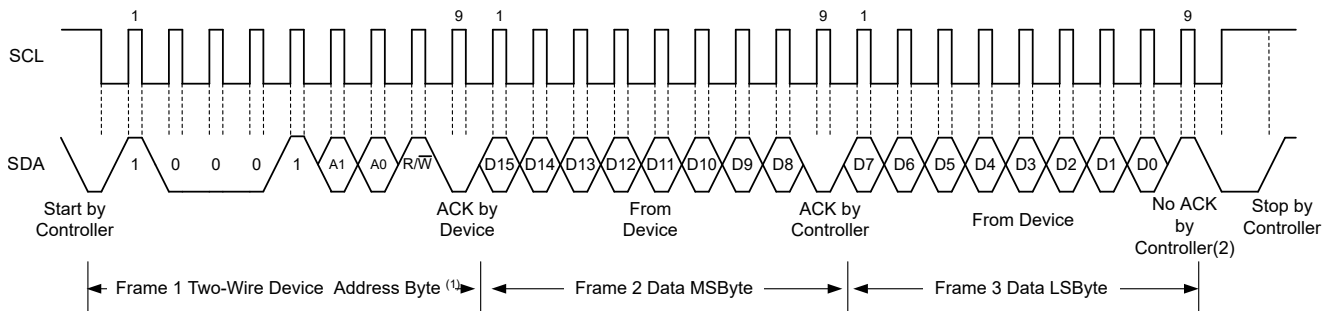 1 9 1 9 1 9
SCL
SDA 1 0 0 0 1 A1 A0 R/W̅ D15 D14 D13 D12 D11 D10 D9 D8 D7 D6 D5 D4 D3 D2 D1 D0
Start by
Controller
ACK by
Device
From
Device
ACK by
Controller
From Device
No ACK
by
Controller(2)
Stop by
Controller
Frame 1 Two-Wire Device Address Byte (1)
Frame 2 Data MSByte
Frame 3 Data LSByte